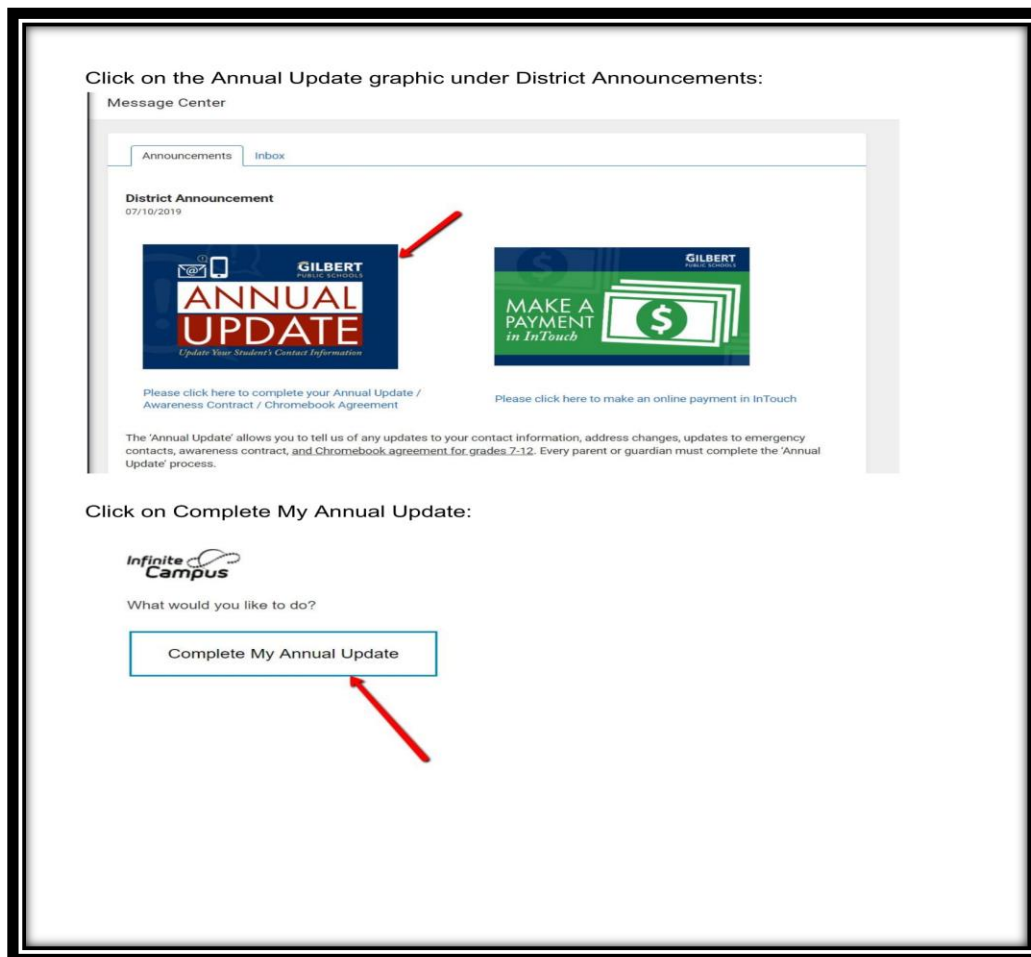 Click on the Annual Update graphic under District Announcements:
Message Center
Announcements Inbox
District Announcement
07/10/2019
GILBERT
PUBLIC SCHOOLS
ANNUAL
UPDATE
Update Your Student's Contact Information
GILBERT
PUBLIC SCHOOLS
MAKE A
PAYMENT
in InTouch
Please click here to complete your Annual Update /
Awareness Contract / Chromebook Agreement
Please click here to make an online payment in InTouch
The 'Annual Update' allows you to tell us of any updates to your contact information, address changes, updates to emergency
contacts, awareness contract, and Chromebook agreement for grades 7-12. Every parent or guardian must complete the 'Annual
Update' process.
Click on Complete My Annual Update:
Infinite
Campus
What would you like to do?
Complete My Annual Update